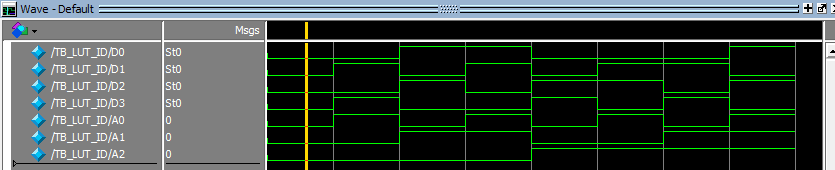 Wave - Default
Msgs
/TB_LUT_ID/D0 St0
/TB_LUT_ID/D1 St0
/TB_LUT_ID/D2 St0
/TB_LUT_ID/D3 St0
/TB_LUT_ID/A0 0
/TB_LUT_ID/A1 0
/TB_LUT_ID/A2 0